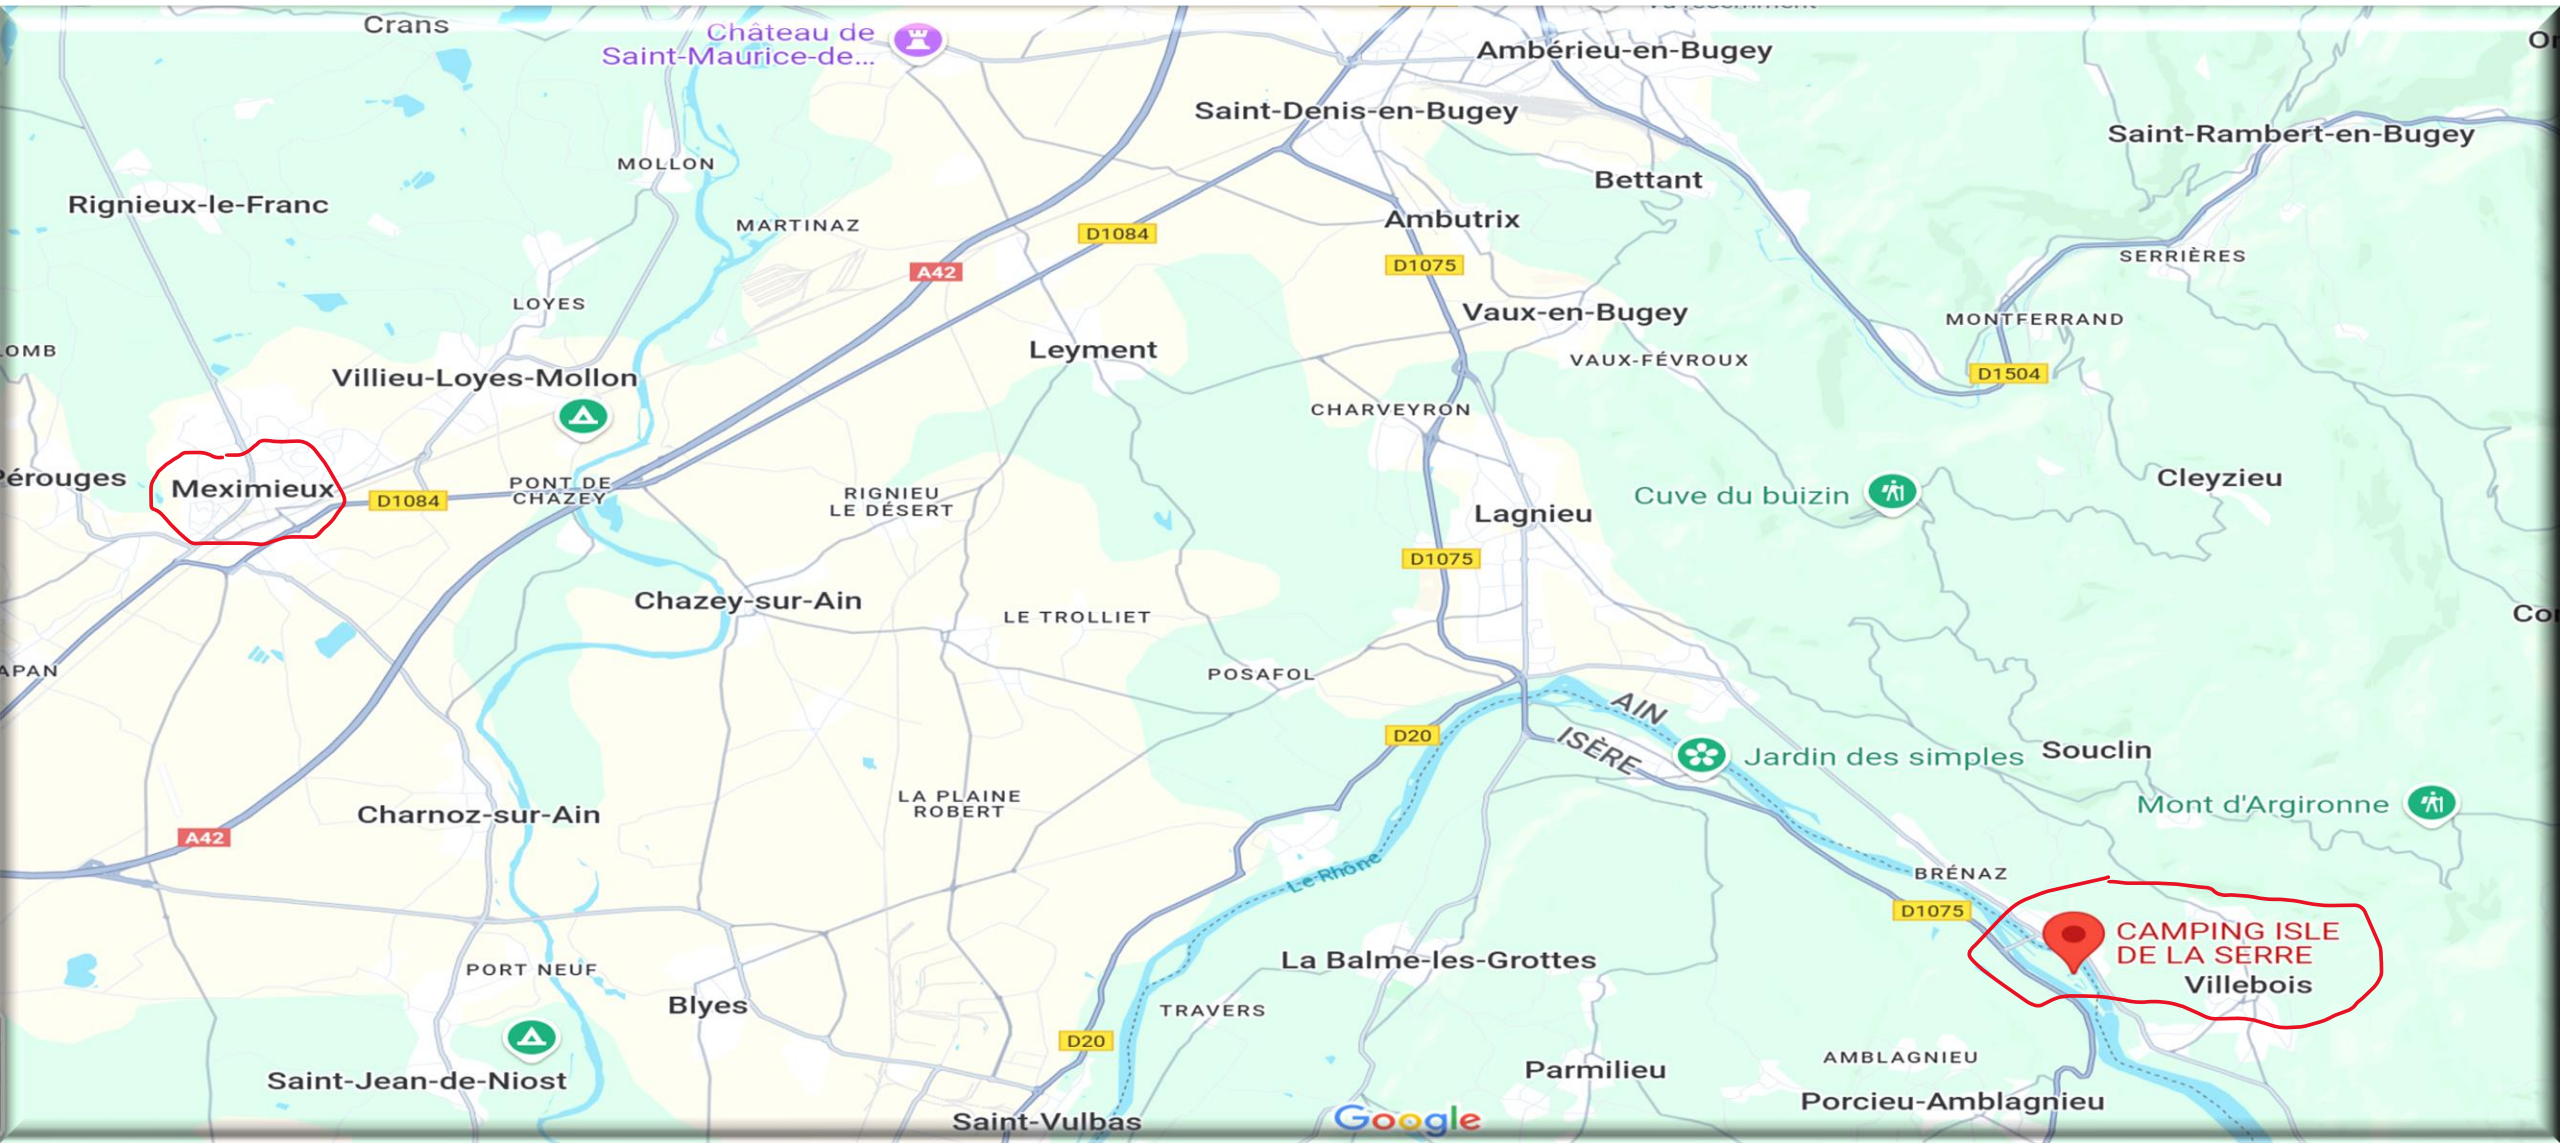 Crans
Château de
Saint-Maurice-de...
Ambérieu-en-Bugey
Saint-Denis-en-Bugey
Saint-Rambert-en-Bugey
MOLLON
Bettant
Rignieux-le-Franc
MARTINAZ
Ambutrix
D1084
SERRIÈRES
A42
D1075
LOYES
Vaux-en-Bugey
MONTFERRAND
OMB
Leyment
VAUX-FÉVROUX
Villieu-Loyes-Mollon
D1504
CHARVEYRON
Pérouges
Meximieux
D1084
PONT DE
CHAZEY
RIGNIEU
LE DÉSERT
Cuve du buizin
Cleyzieu
Lagnieu
D1075
Chazey-sur-Ain
LE TROLLIET
Cor
APAN
POSAFOL
AIN
D20
ISÈRE
Jardin des simples
Souclin
LA PLAINE
ROBERT
Mont d'Argironne
Charnoz-sur-Ain
A42
Le Rhône
BRÉNAZ
D1075
CAMPING ISLE
DE LA SERRE
Villebois
La Balme-les-Grottes
PORT NEUF
Blyes
TRAVERS
D20
AMBLAGNIEU
Parmilieu
Saint-Jean-de-Niost
Porcieu-Amblagnieu
Saint-Vulbas
Google